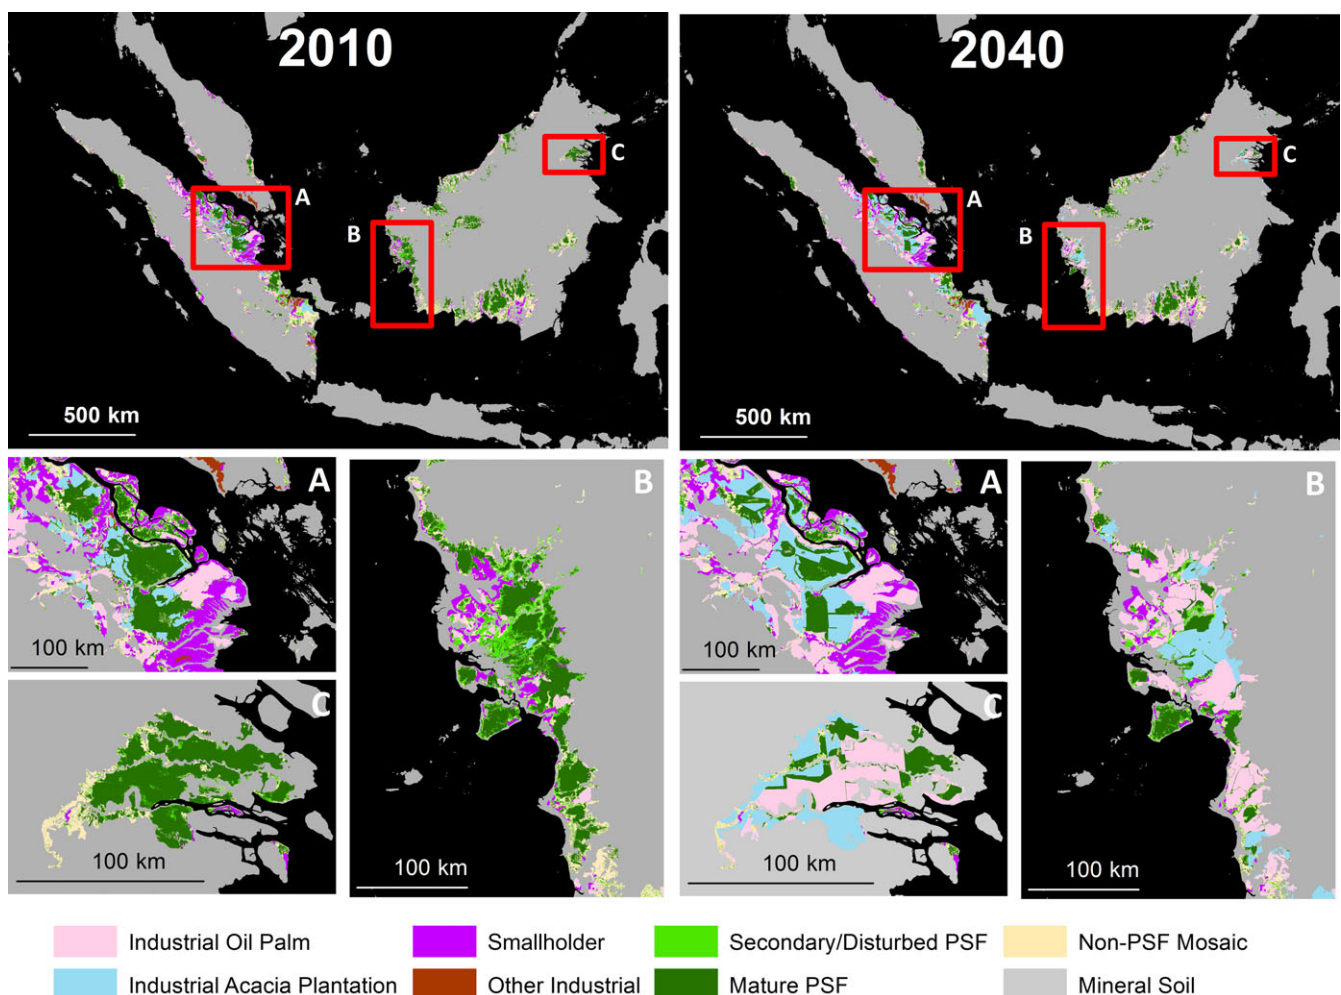 2010
2040
A
B
C
500 km
A
B
C
500 km
A
100 km
B
100 km
C
100 km
A
100 km
B
100 km
C
100 km
Industrial Oil Palm
Smallholder
Secondary/Disturbed PSF
Non-PSF Mosaic
Industrial Acacia Plantation
Other Industrial
Mature PSF
Mineral Soil